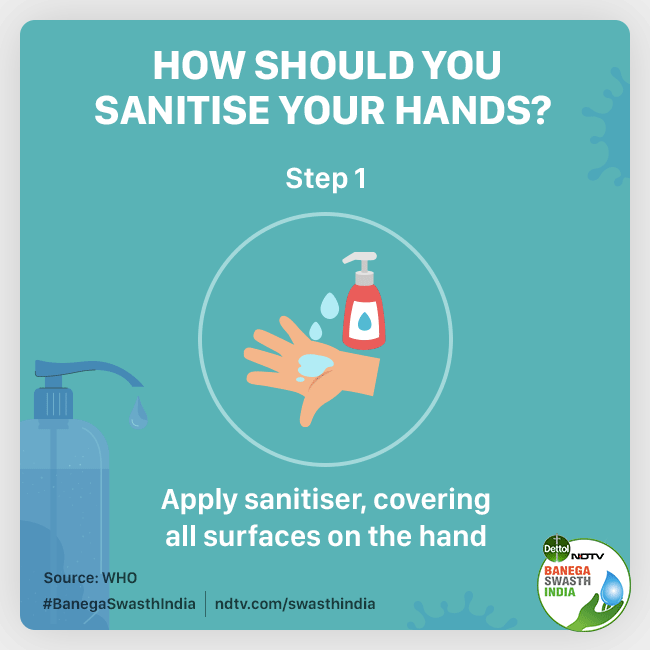 HOW SHOULD YOU
SANITISE YOUR HANDS?
Step 1
Apply sanitiser, covering
all surfaces on the hand
Source: WHO
#BanegaSwasthIndia
ndtv.com/swasthindia
Dettol
NDTV
BANEGA
SWASTH
INDIA